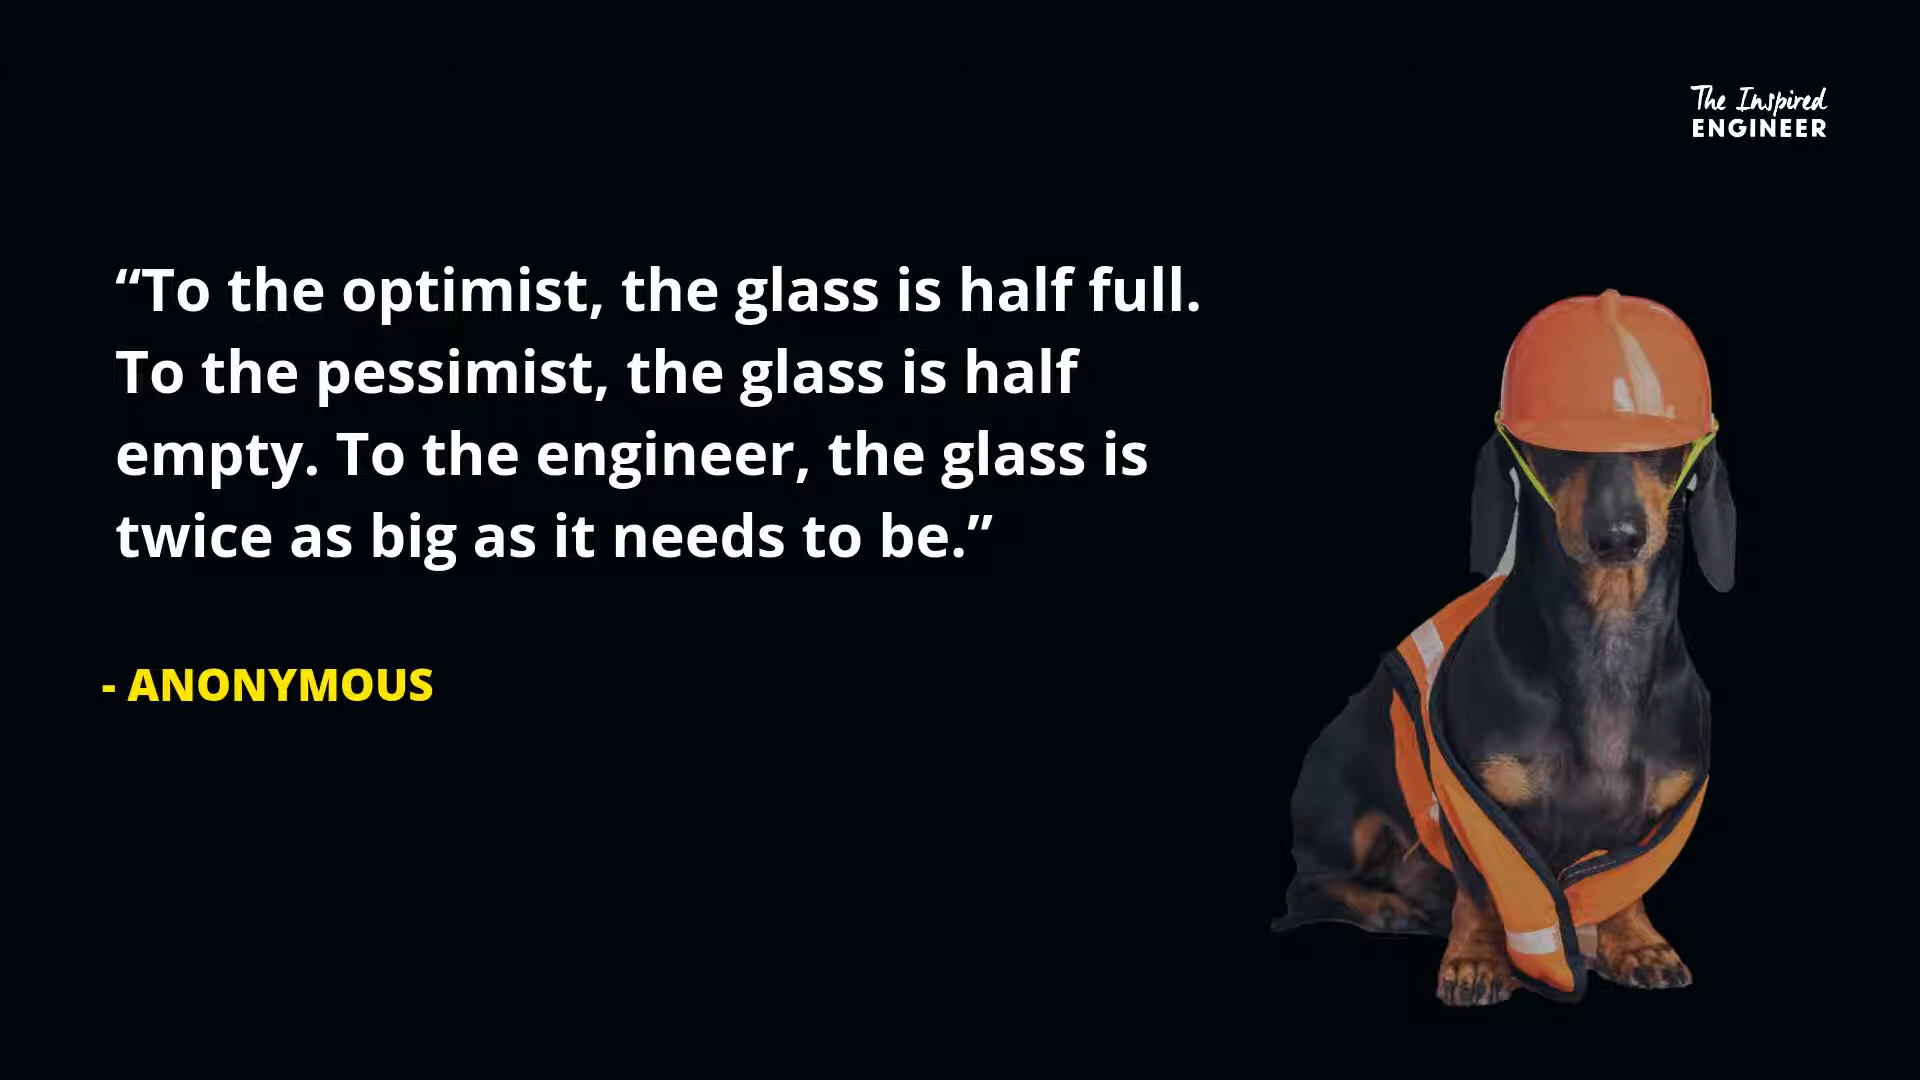 The Inspired
ENGINEER
“To the optimist, the glass is half full.
To the pessimist, the glass is half
empty. To the engineer, the glass is
twice as big as it needs to be.”
- ANONYMOUS